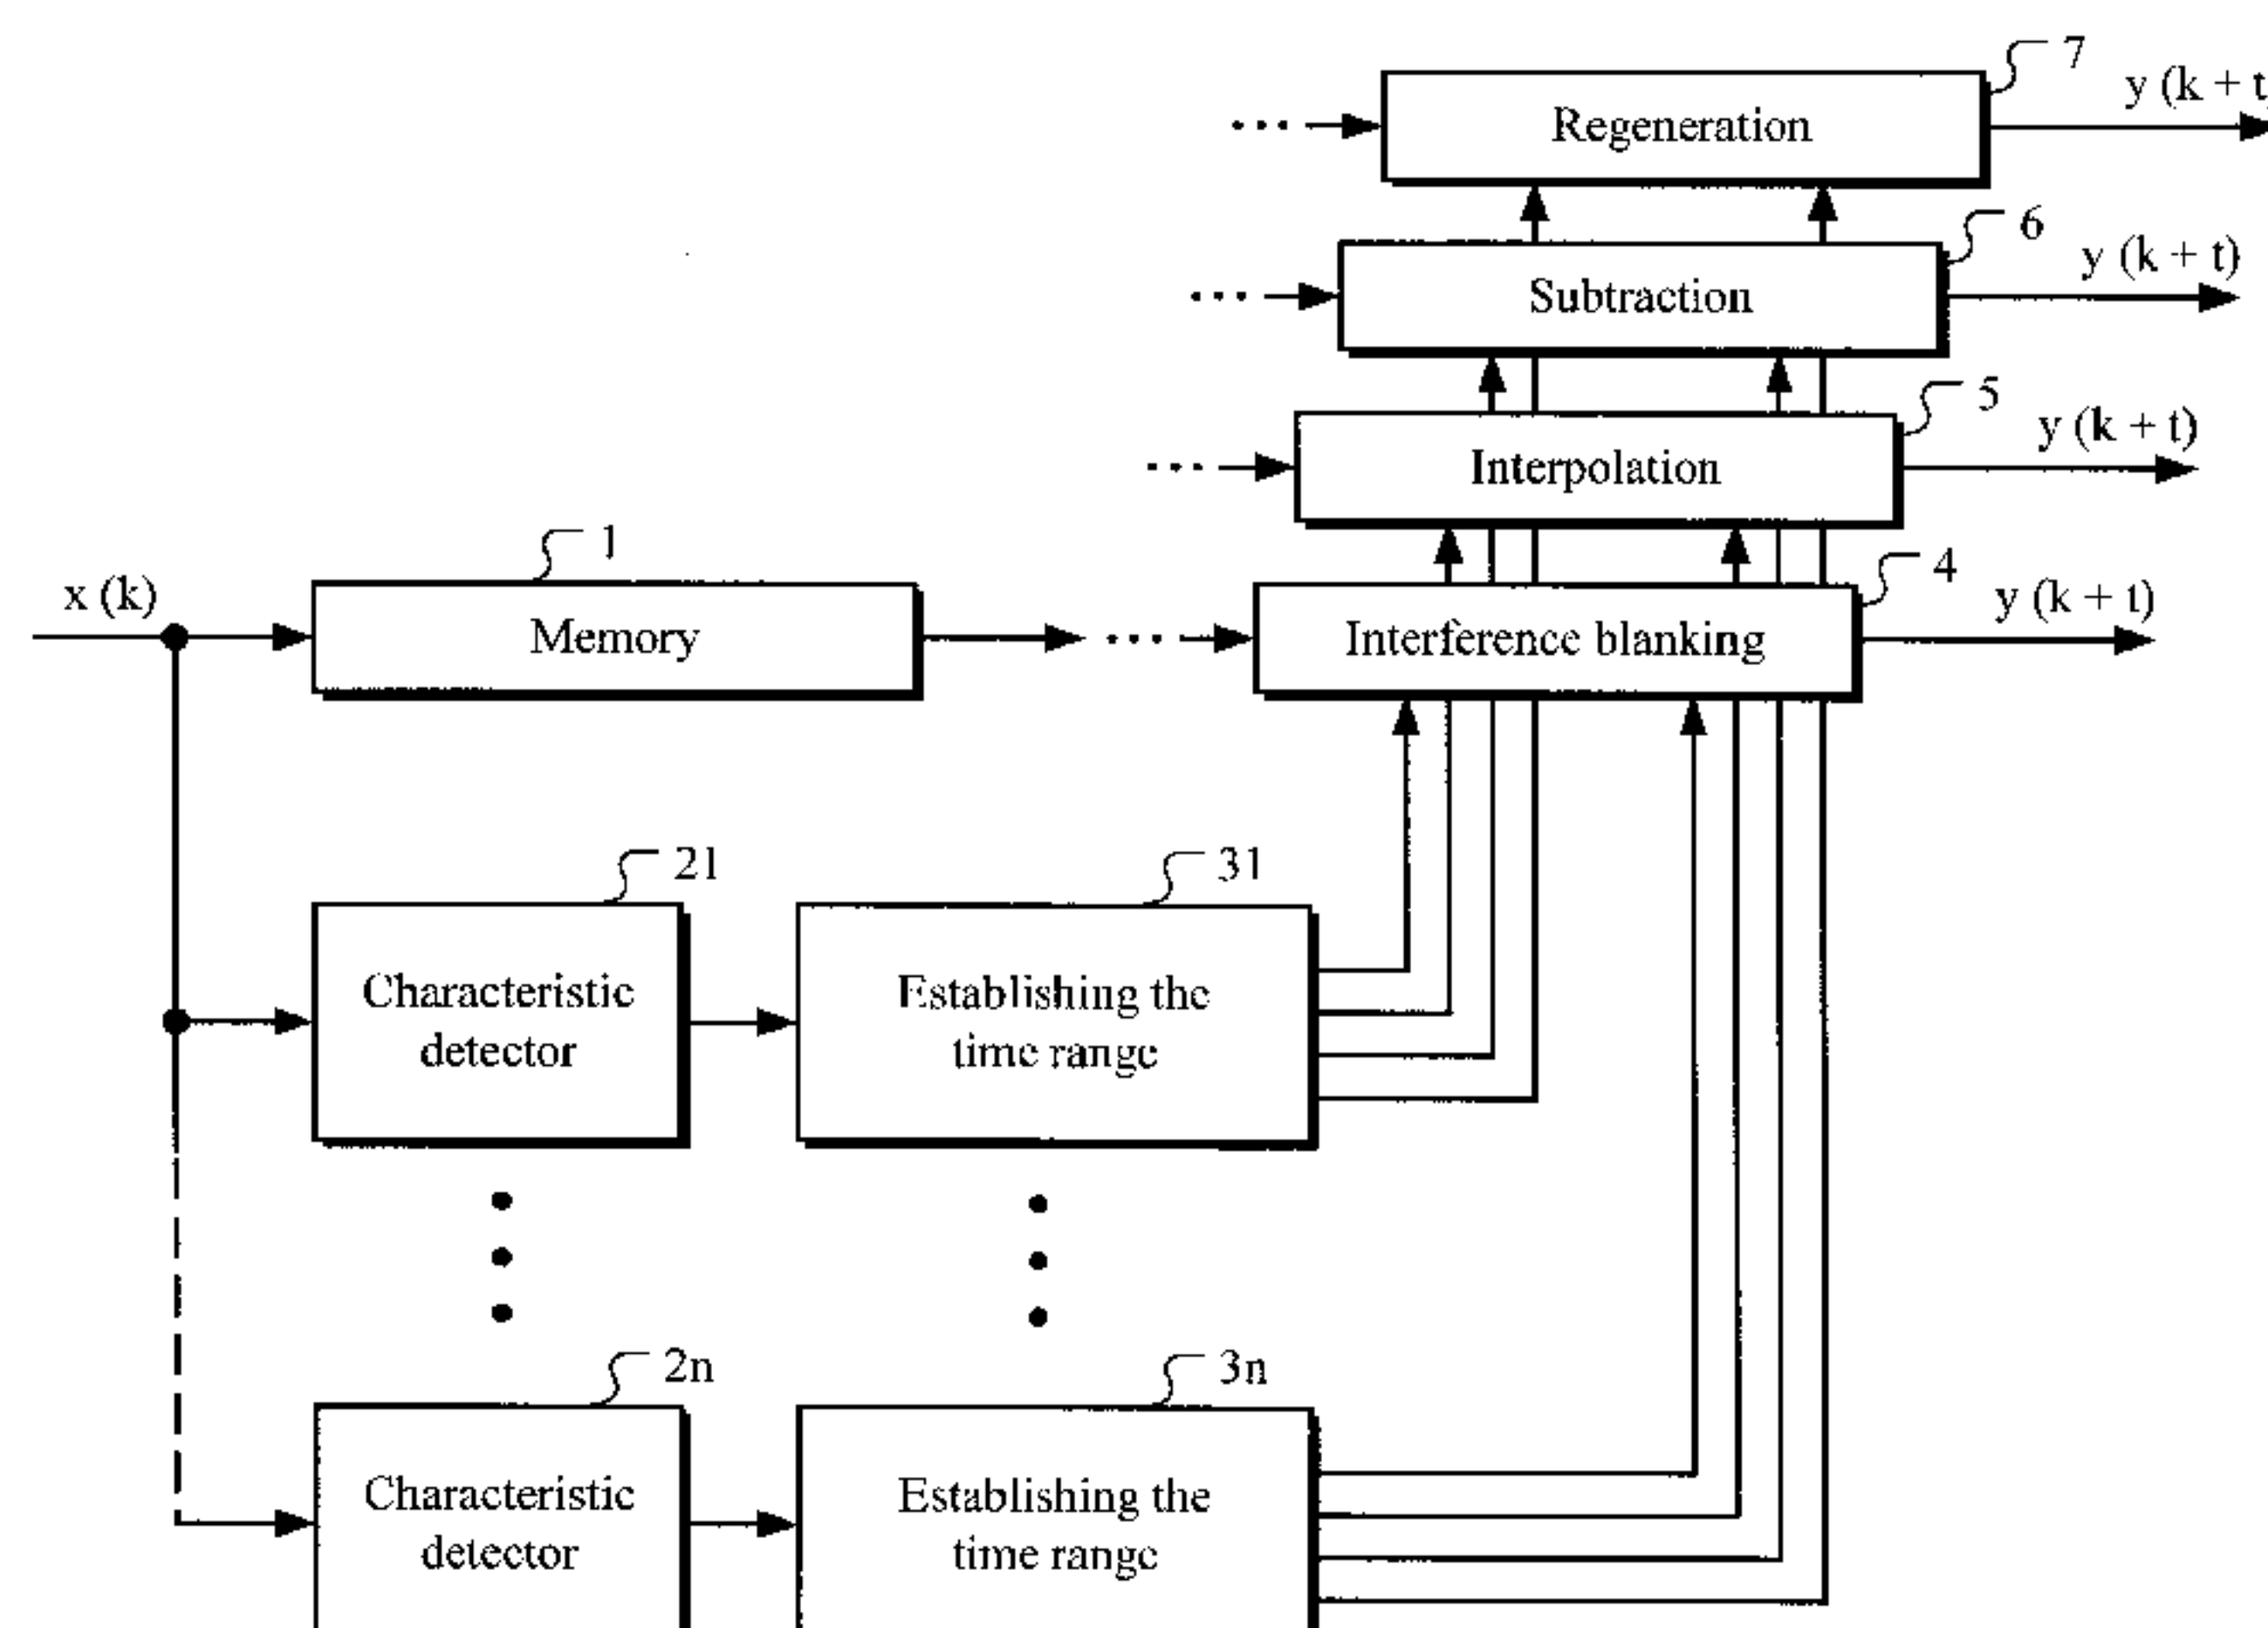 7
y (k + t
Regeneration
6
y (k + t)
Subtraction
5
y (k + t)
Interpolation
1
4
x (k)
y (k + t)
Memory
Interference blanking
21
31
Characteristic
detector
Establishing the
time range
2n
3n
Characteristic
detector
Establishing the
time range